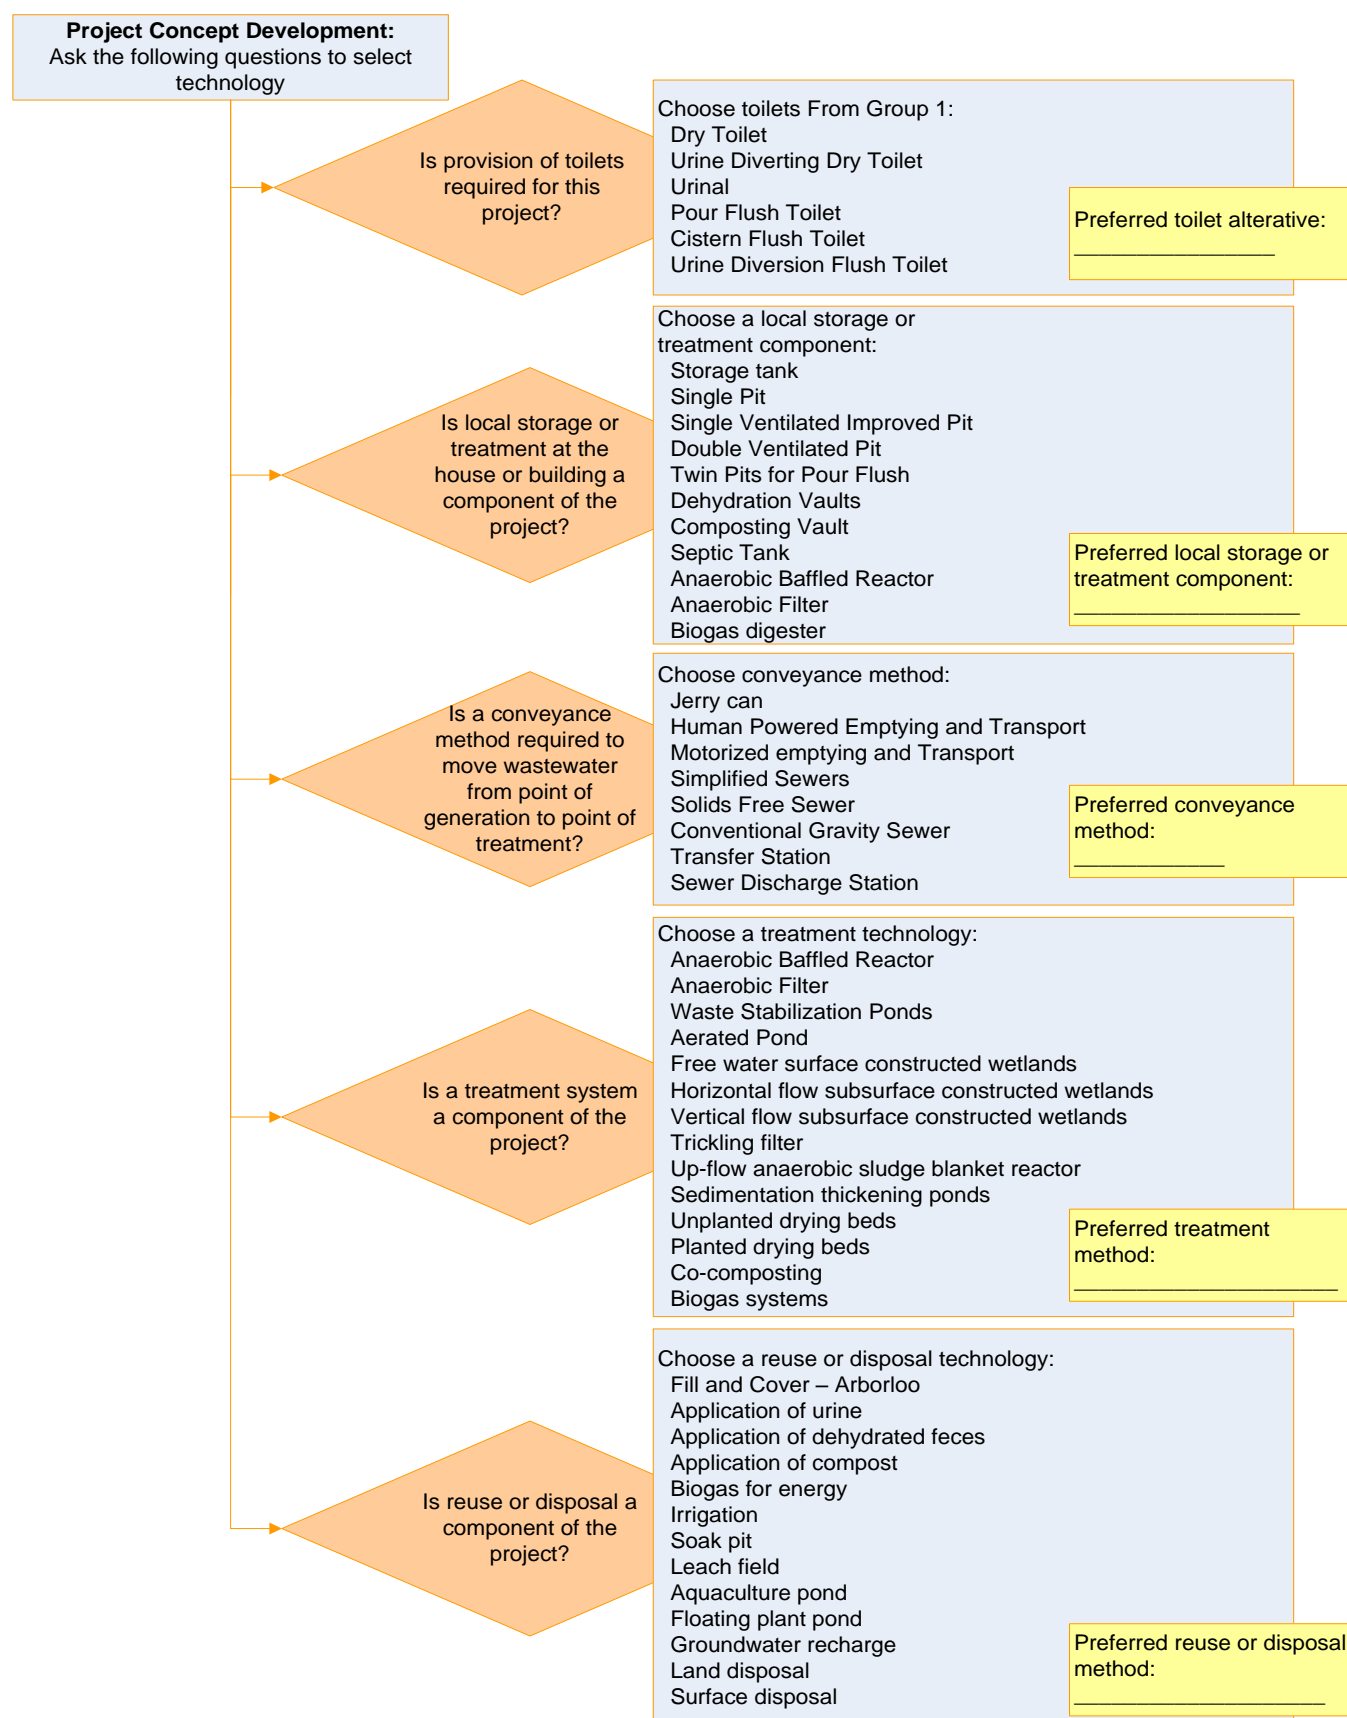 Project Concept Development:
Ask the following questions to select
technology
Is provision of toilets
required for this
project?
Choose toilets From Group 1:
Dry Toilet
Urine Diverting Dry Toilet
Urinal
Pour Flush Toilet
Cistern Flush Toilet
Urine Diversion Flush Toilet
Preferred toilet alterative:
________________
Is local storage or
treatment at the
house or building a
component of the
project?
Choose a local storage or
treatment component:
Storage tank
Single Pit
Single Ventilated Improved Pit
Double Ventilated Pit
Twin Pits for Pour Flush
Dehydration Vaults
Composting Vault
Septic Tank
Anaerobic Baffled Reactor
Anaerobic Filter
Biogas digester
Preferred local storage or
treatment component:
__________________
Is a conveyance
method required to
move wastewater
from point of
generation to point of
treatment?
Choose conveyance method:
Jerry can
Human Powered Emptying and Transport
Motorized emptying and Transport
Simplified Sewers
Solids Free Sewer
Conventional Gravity Sewer
Transfer Station
Sewer Discharge Station
Preferred conveyance
method:
____________
Is a treatment system
a component of the
project?
Choose a treatment technology:
Anaerobic Baffled Reactor
Anaerobic Filter
Waste Stabilization Ponds
Aerated Pond
Free water surface constructed wetlands
Horizontal flow subsurface constructed wetlands
Vertical flow subsurface constructed wetlands
Trickling filter
Up-flow anaerobic sludge blanket reactor
Sedimentation thickening ponds
Unplanted drying beds
Planted drying beds
Co-composting
Biogas systems
Preferred treatment
method:
_____________________
Is reuse or disposal a
component of the
project?
Choose a reuse or disposal technology:
Fill and Cover – Arborloo
Application of urine
Application of dehydrated feces
Application of compost
Biogas for energy
Irrigation
Soak pit
Leach field
Aquaculture pond
Floating plant pond
Groundwater recharge
Land disposal
Surface disposal
Preferred reuse or disposal
method:
____________________